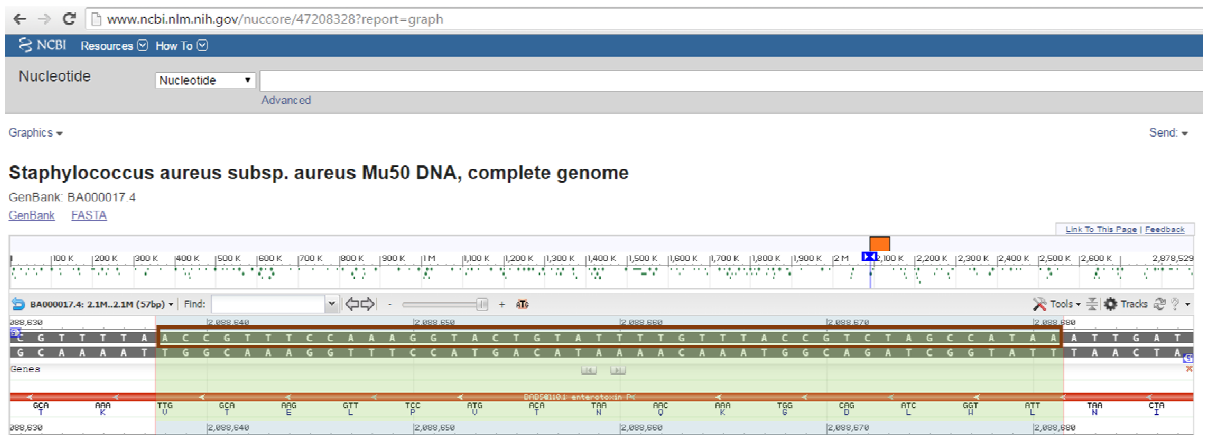 www.ncbi.nlm.nih.gov/nuccore/47208328?report=graph
NCBI Resources How To
Nucleotide Nucleotide
Advanced
Graphics Send:
Staphylococcus aureus subsp. aureus Mu50 DNA, complete genome
GenBank: BA000017.4
GenBank FASTA
Link To This Page | Feedback
100 K 200 K 300 K 400 K 500 K 600 K 700 K 800 K 900 K 1 M 1,100 K 1,200 K 1,300 K 1,400 K 1,500 K 1,600 K 1,700 K 1,800 K 1,900 K 2 M 2,100 K 2,200 K 2,300 K 2,400 K 2,500 K 2,600 K 2,878,529
BA000017.4: 2.1M..2.1M (57bp) Find: - + Tools Tracks ?
088,630 2,088,640 2,088,650 2,088,660 2,088,670 2,088,680
C G T T T T A A C C G T T T C C A A A G G T A C T G T A T T T T G T T T A C C G T C T A G C C A T A A A T T G A T
G C A A A A T T G G C A A A G G T T T C C A T G A C A T A A A A C A A A T G G C A G A T C G G T A T T T A A C T A
Genes
GCA AAA TTG GCA AAG GTT TCC ATG ACA TAA AAC AAA TGG CAG ATC GGT ATT TAA CTA
T K V T E L P V T N Q K G D L W L N I
088,630 2,088,640 2,088,650 2,088,660 2,088,670 2,088,680